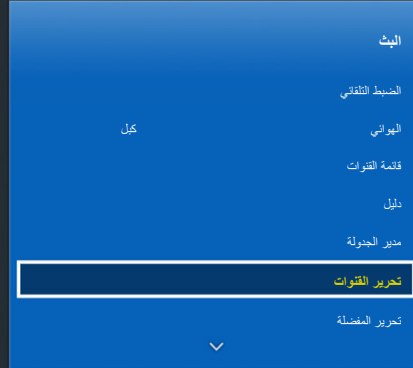 البث
الضبط التلقائي
الهوائي كبل
قائمة القنوات
دليل
مدير الجدولة
تحرير القنوات
تحرير المفضلة